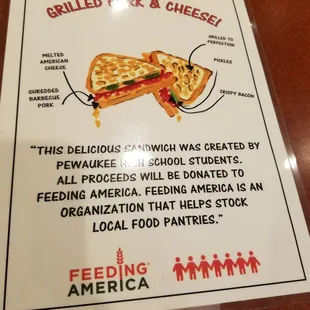 GRILLED PORK & CHEESE!
GRILLED TO
PERFECTION
MELTED
AMERICAN
CHEESE
PICKLES
SHREDDED
BARBECUE
PORK
CRISPY BACON
"THIS DELICIOUS SANDWICH WAS CREATED BY
PEWAUKEE HIGH SCHOOL STUDENTS.
ALL PROCEEDS WILL BE DONATED TO
FEEDING AMERICA. FEEDING AMERICA IS AN
ORGANIZATION THAT HELPS STOCK
LOCAL FOOD PANTRIES."
FEEDING
AMERICA